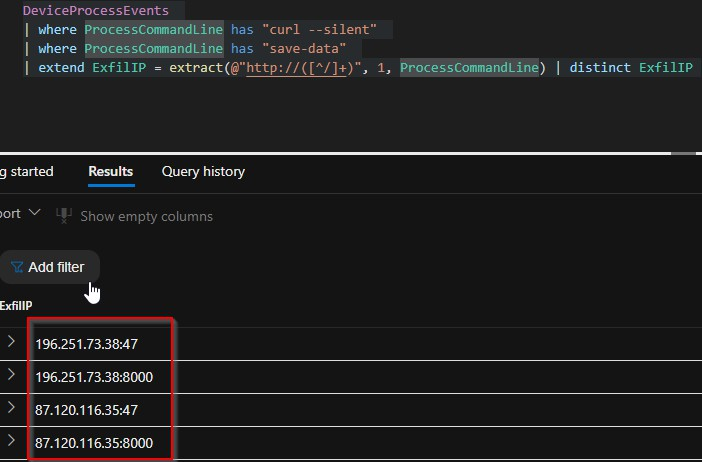 DeviceProcessEvents
| where ProcessCommandLine has "curl --silent"
| where ProcessCommandLine has "save-data"
| extend ExfilIP = extract(@"http://([^/]+)", 1, ProcessCommandLine) | distinct ExfilIP
g started Results Query history
port Show empty columns
Add filter
ExfilIP
196.251.73.38:47
196.251.73.38:8000
87.120.116.35:47
87.120.116.35:8000